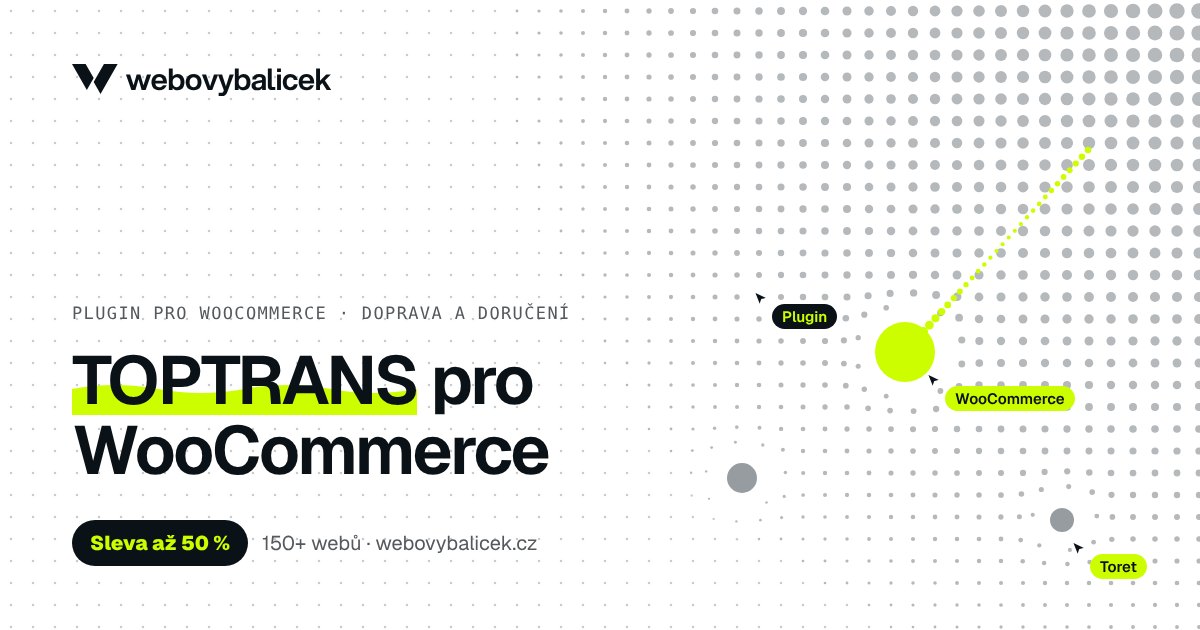 webovybalicek
PLUGIN PRO WOOCOMMERCE · DOPRAVA A DORUČENÍ
TOPTRANS pro
WooCommerce
Sleva až 50 % 150+ webů · webovybalicek.cz
Plugin
WooCommerce
Toret